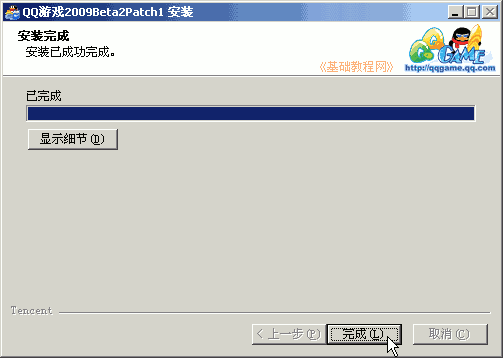 QQ游戏2009Beta2Patch1 安装
安装完成
安装已成功完成。
《基础教程网》
QQ GAME
http://qqgame.qq.com
已完成
显示细节(D)
Tencent
< 上一步(P)
完成(L)
取消(C)